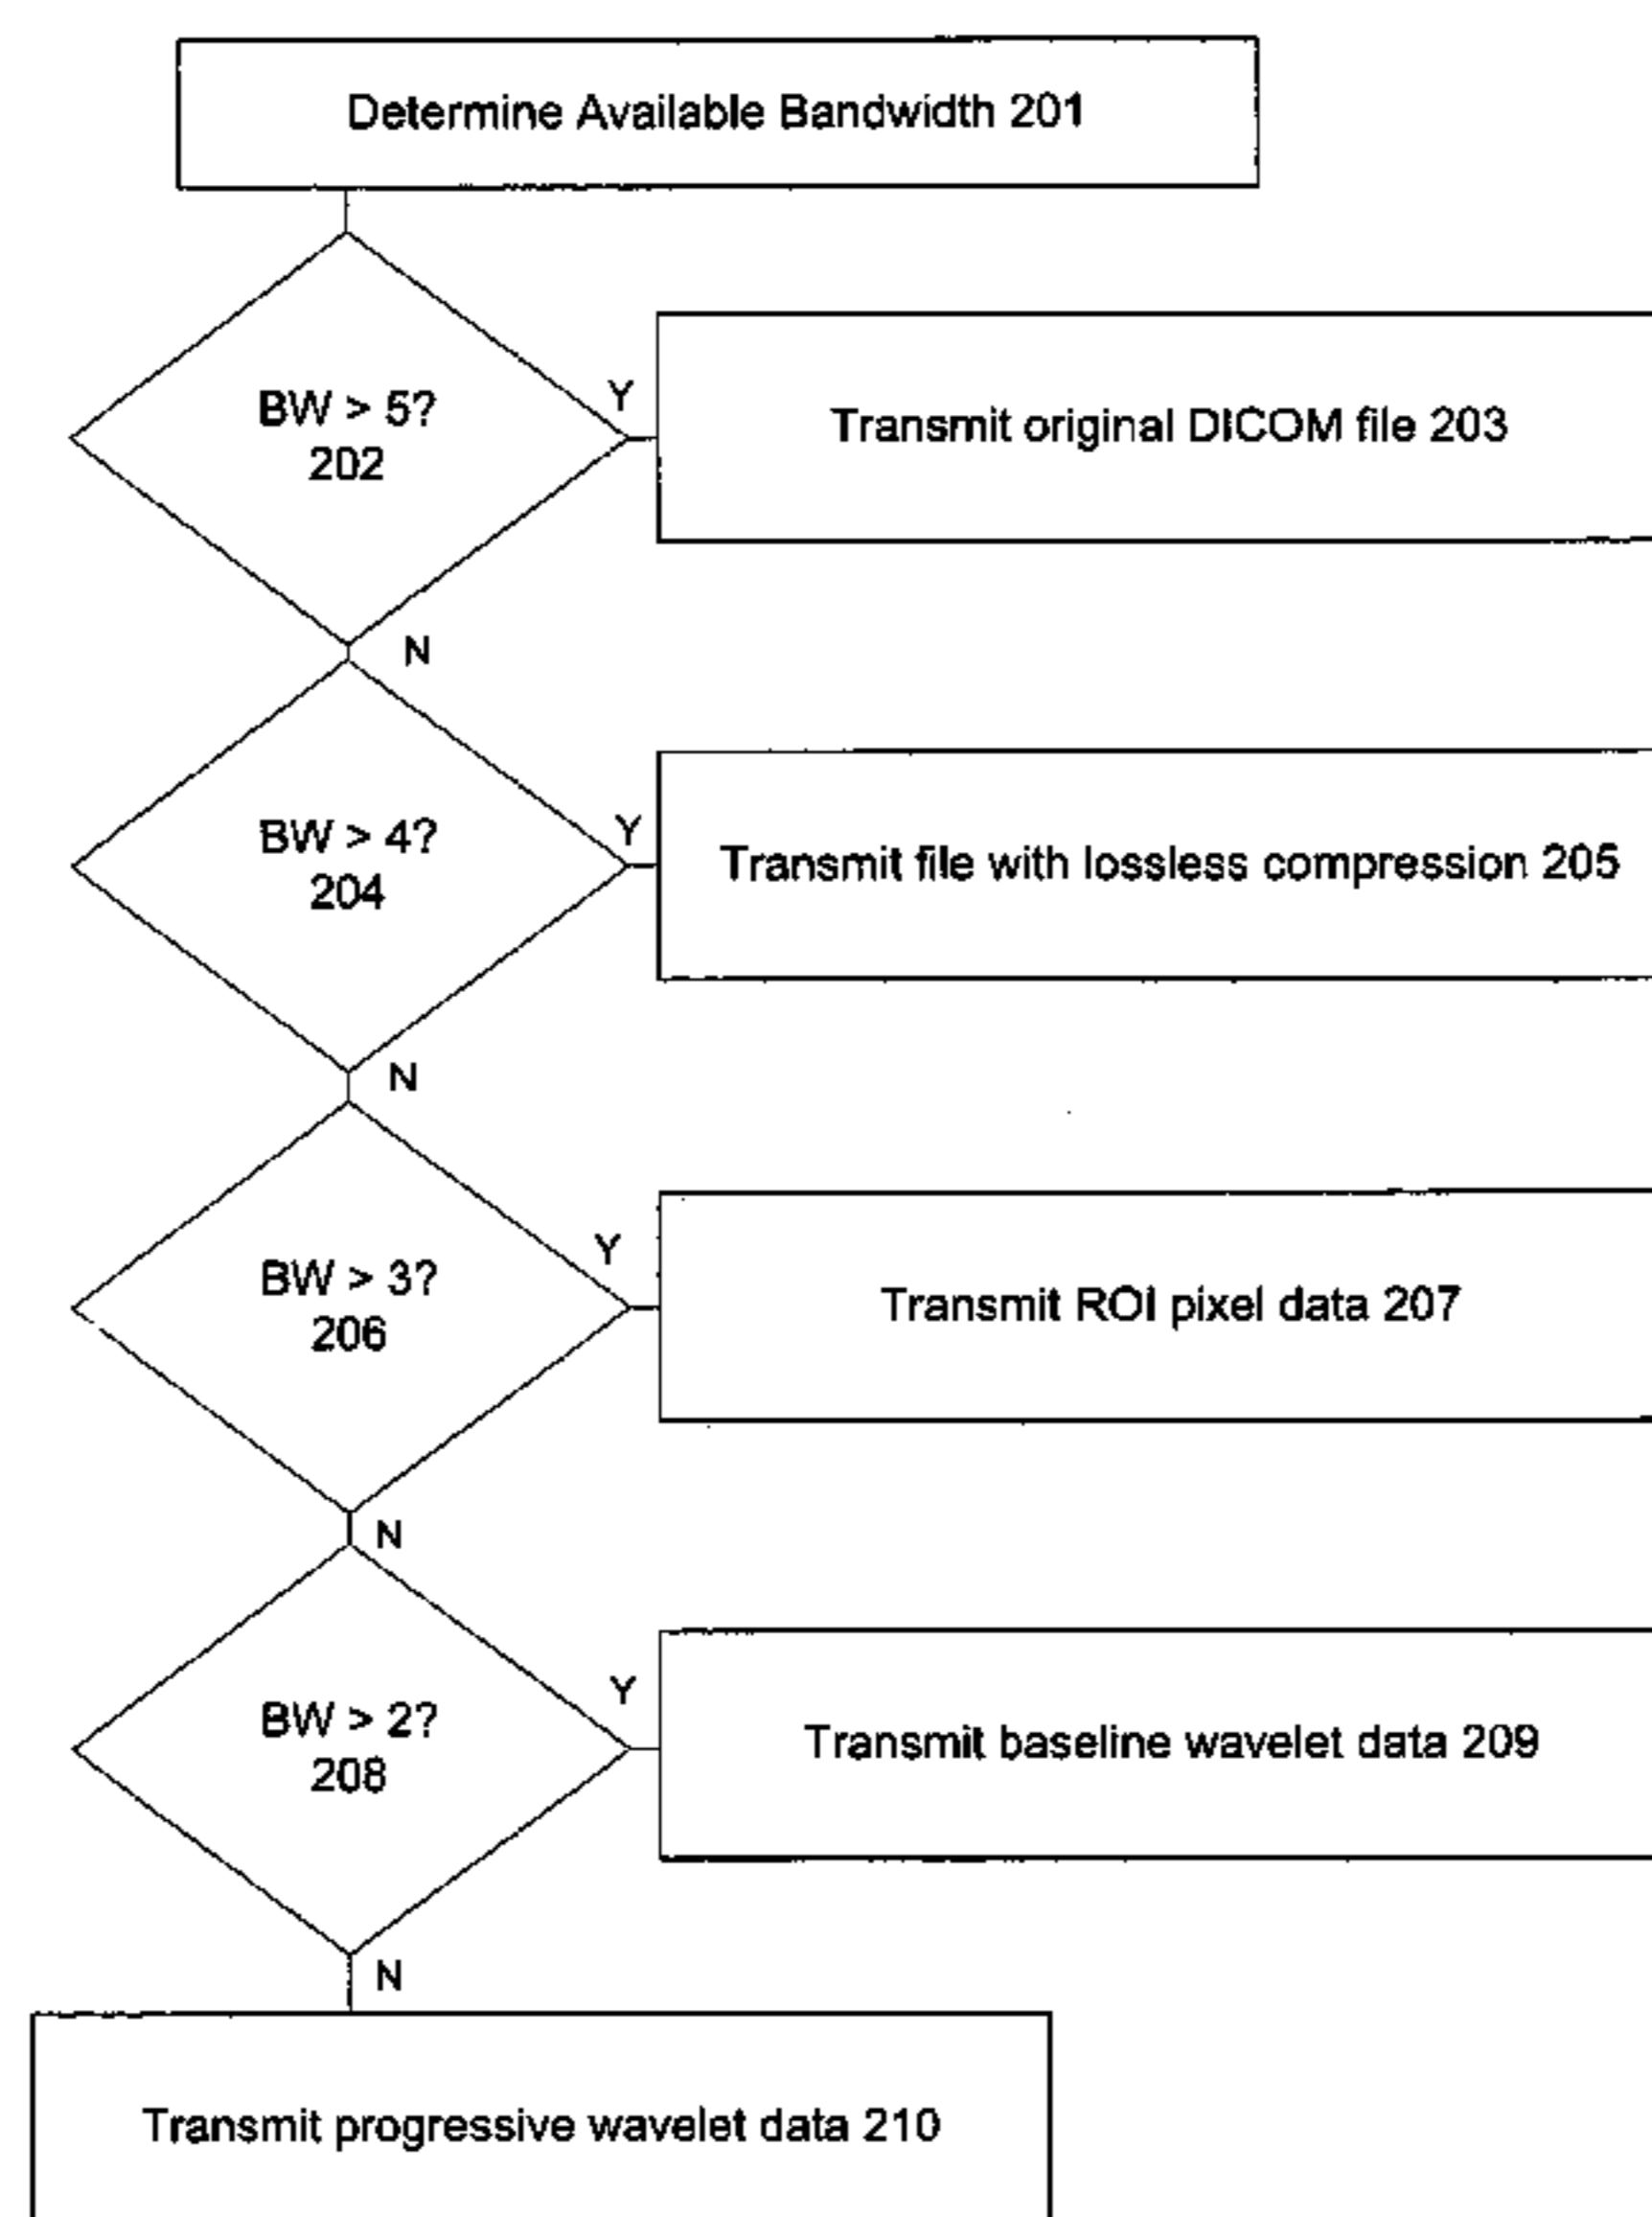 Determine Available Bandwidth 201
BW > 5?
202
Y
Transmit original DICOM file 203
N
BW > 4?
204
Y
Transmit file with lossless compression 205
N
BW > 3?
206
Y
Transmit ROI pixel data 207
N
BW > 2?
208
Y
Transmit baseline wavelet data 209
N
Transmit progressive wavelet data 210